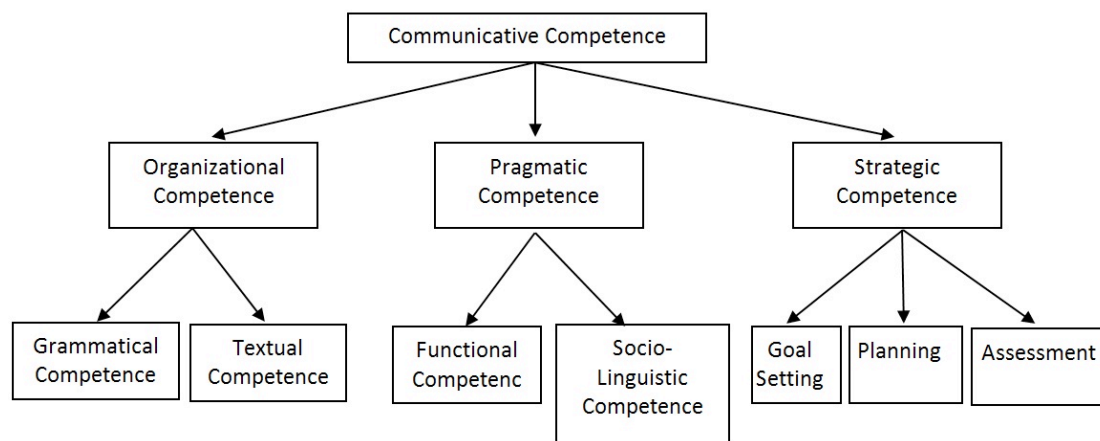 Communicative Competence
Organizational
Competence
Pragmatic
Competence
Strategic
Competence
Grammatical
Competence
Textual
Competence
Functional
Competenc
Socio-
Linguistic
Competence
Goal
Setting
Planning
Assessment